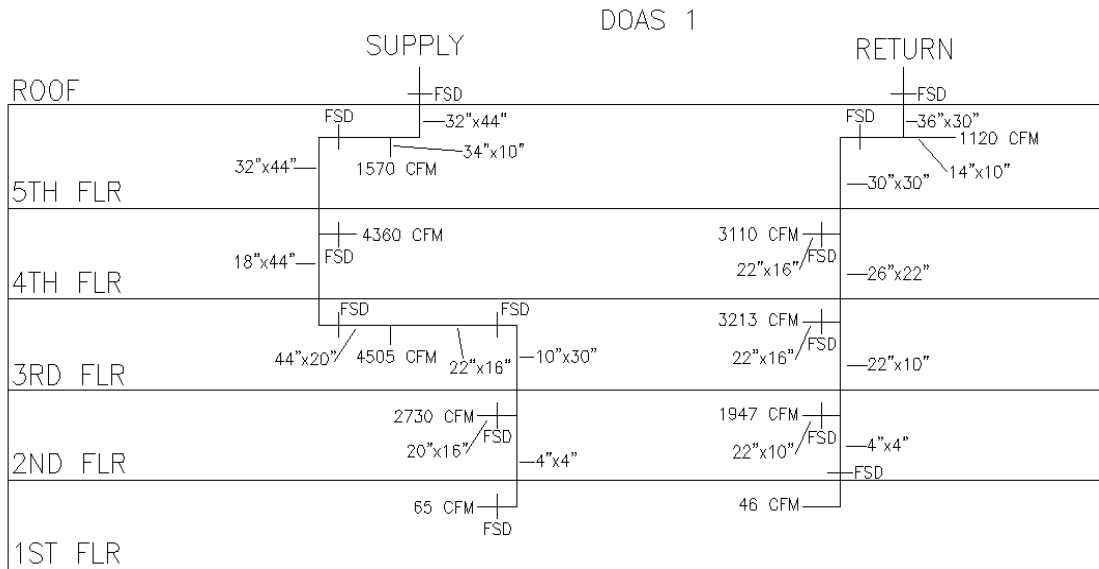 DOAS 1
SUPPLY
RETURN
ROOF
FSD
FSD
FSD
32"x44"
FSD
36"x30"
34"x10"
1120 CFM
32"x44"
1570 CFM
14"x10"
30"x30"
5TH FLR
4360 CFM
FSD
3110 CFM
FSD
22"x16"
18"x44"
26"x22"
4TH FLR
FSD
FSD
3213 CFM
FSD
44"x20"
4505 CFM
22"x16"
10"x30"
22"x16"
22"x10"
3RD FLR
2730 CFM
FSD
20"x16"
1947 CFM
FSD
22"x10"
4"x4"
4"x4"
2ND FLR
FSD
65 CFM
FSD
46 CFM
1ST FLR